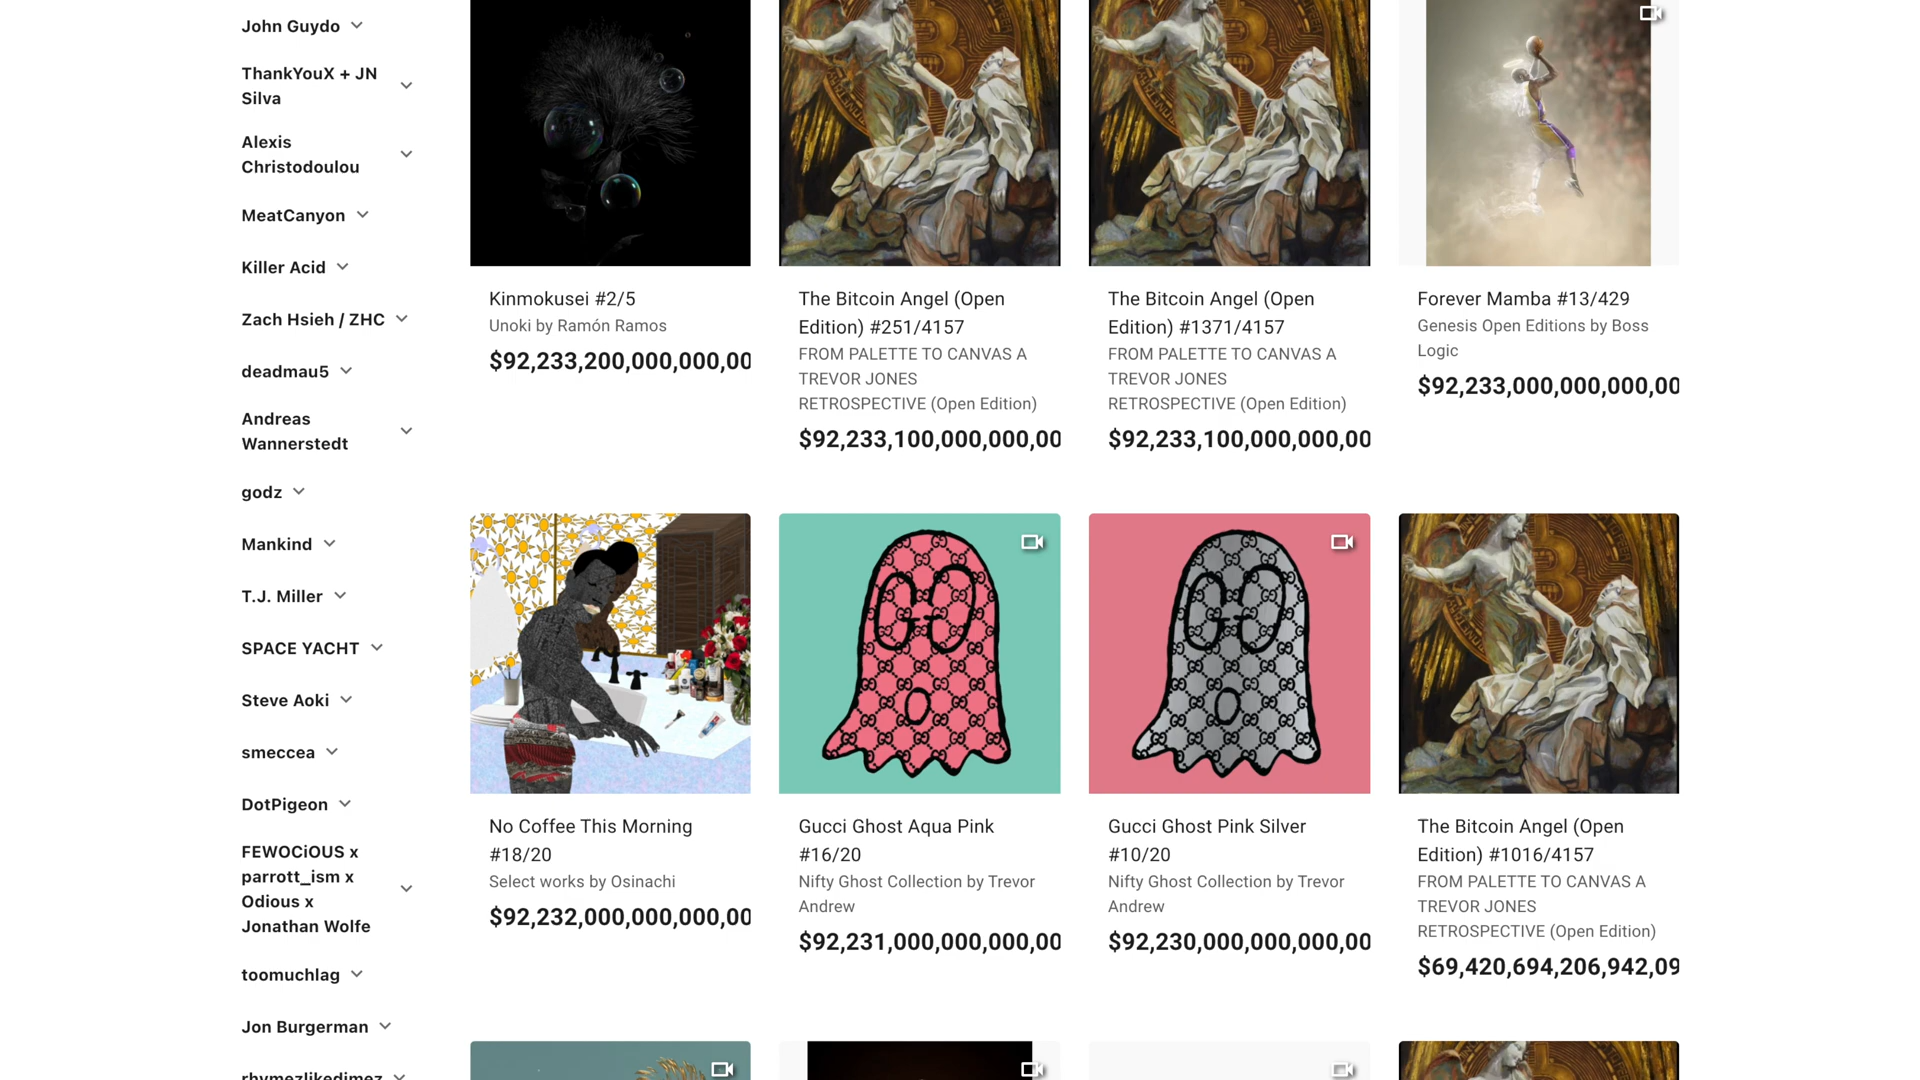 John Guydo
ThankYouX + JN
Silva
Alexis
Christodoulou
MeatCanyon
Killer Acid
Zach Hsieh / ZHC
deadmau5
Andreas
Wannerstedt
godz
Mankind
T.J. Miller
SPACE YACHT
Steve Aoki
smeccea
DotPigeon
FEWOCiOUS x
parrott_ism x
Odious x
Jonathan Wolfe
toomuchlag
Jon Burgerman
rhymezlikedimez
Kinmokusei #2/5
Unoki by Ramón Ramos
$92,233,200,000,000,00
The Bitcoin Angel (Open
Edition) #251/4157
FROM PALETTE TO CANVAS A
TREVOR JONES
RETROSPECTIVE (Open Edition)
$92,233,100,000,000,00
The Bitcoin Angel (Open
Edition) #1371/4157
FROM PALETTE TO CANVAS A
TREVOR JONES
RETROSPECTIVE (Open Edition)
$92,233,100,000,000,00
Forever Mamba #13/429
Genesis Open Editions by Boss
Logic
$92,233,000,000,000,00
No Coffee This Morning
#18/20
Select works by Osinachi
$92,232,000,000,000,00
Gucci Ghost Aqua Pink
#16/20
Nifty Ghost Collection by Trevor
Andrew
$92,231,000,000,000,00
Gucci Ghost Pink Silver
#10/20
Nifty Ghost Collection by Trevor
Andrew
$92,230,000,000,000,00
The Bitcoin Angel (Open
Edition) #1016/4157
FROM PALETTE TO CANVAS A
TREVOR JONES
RETROSPECTIVE (Open Edition)
$69,420,694,206,942,09